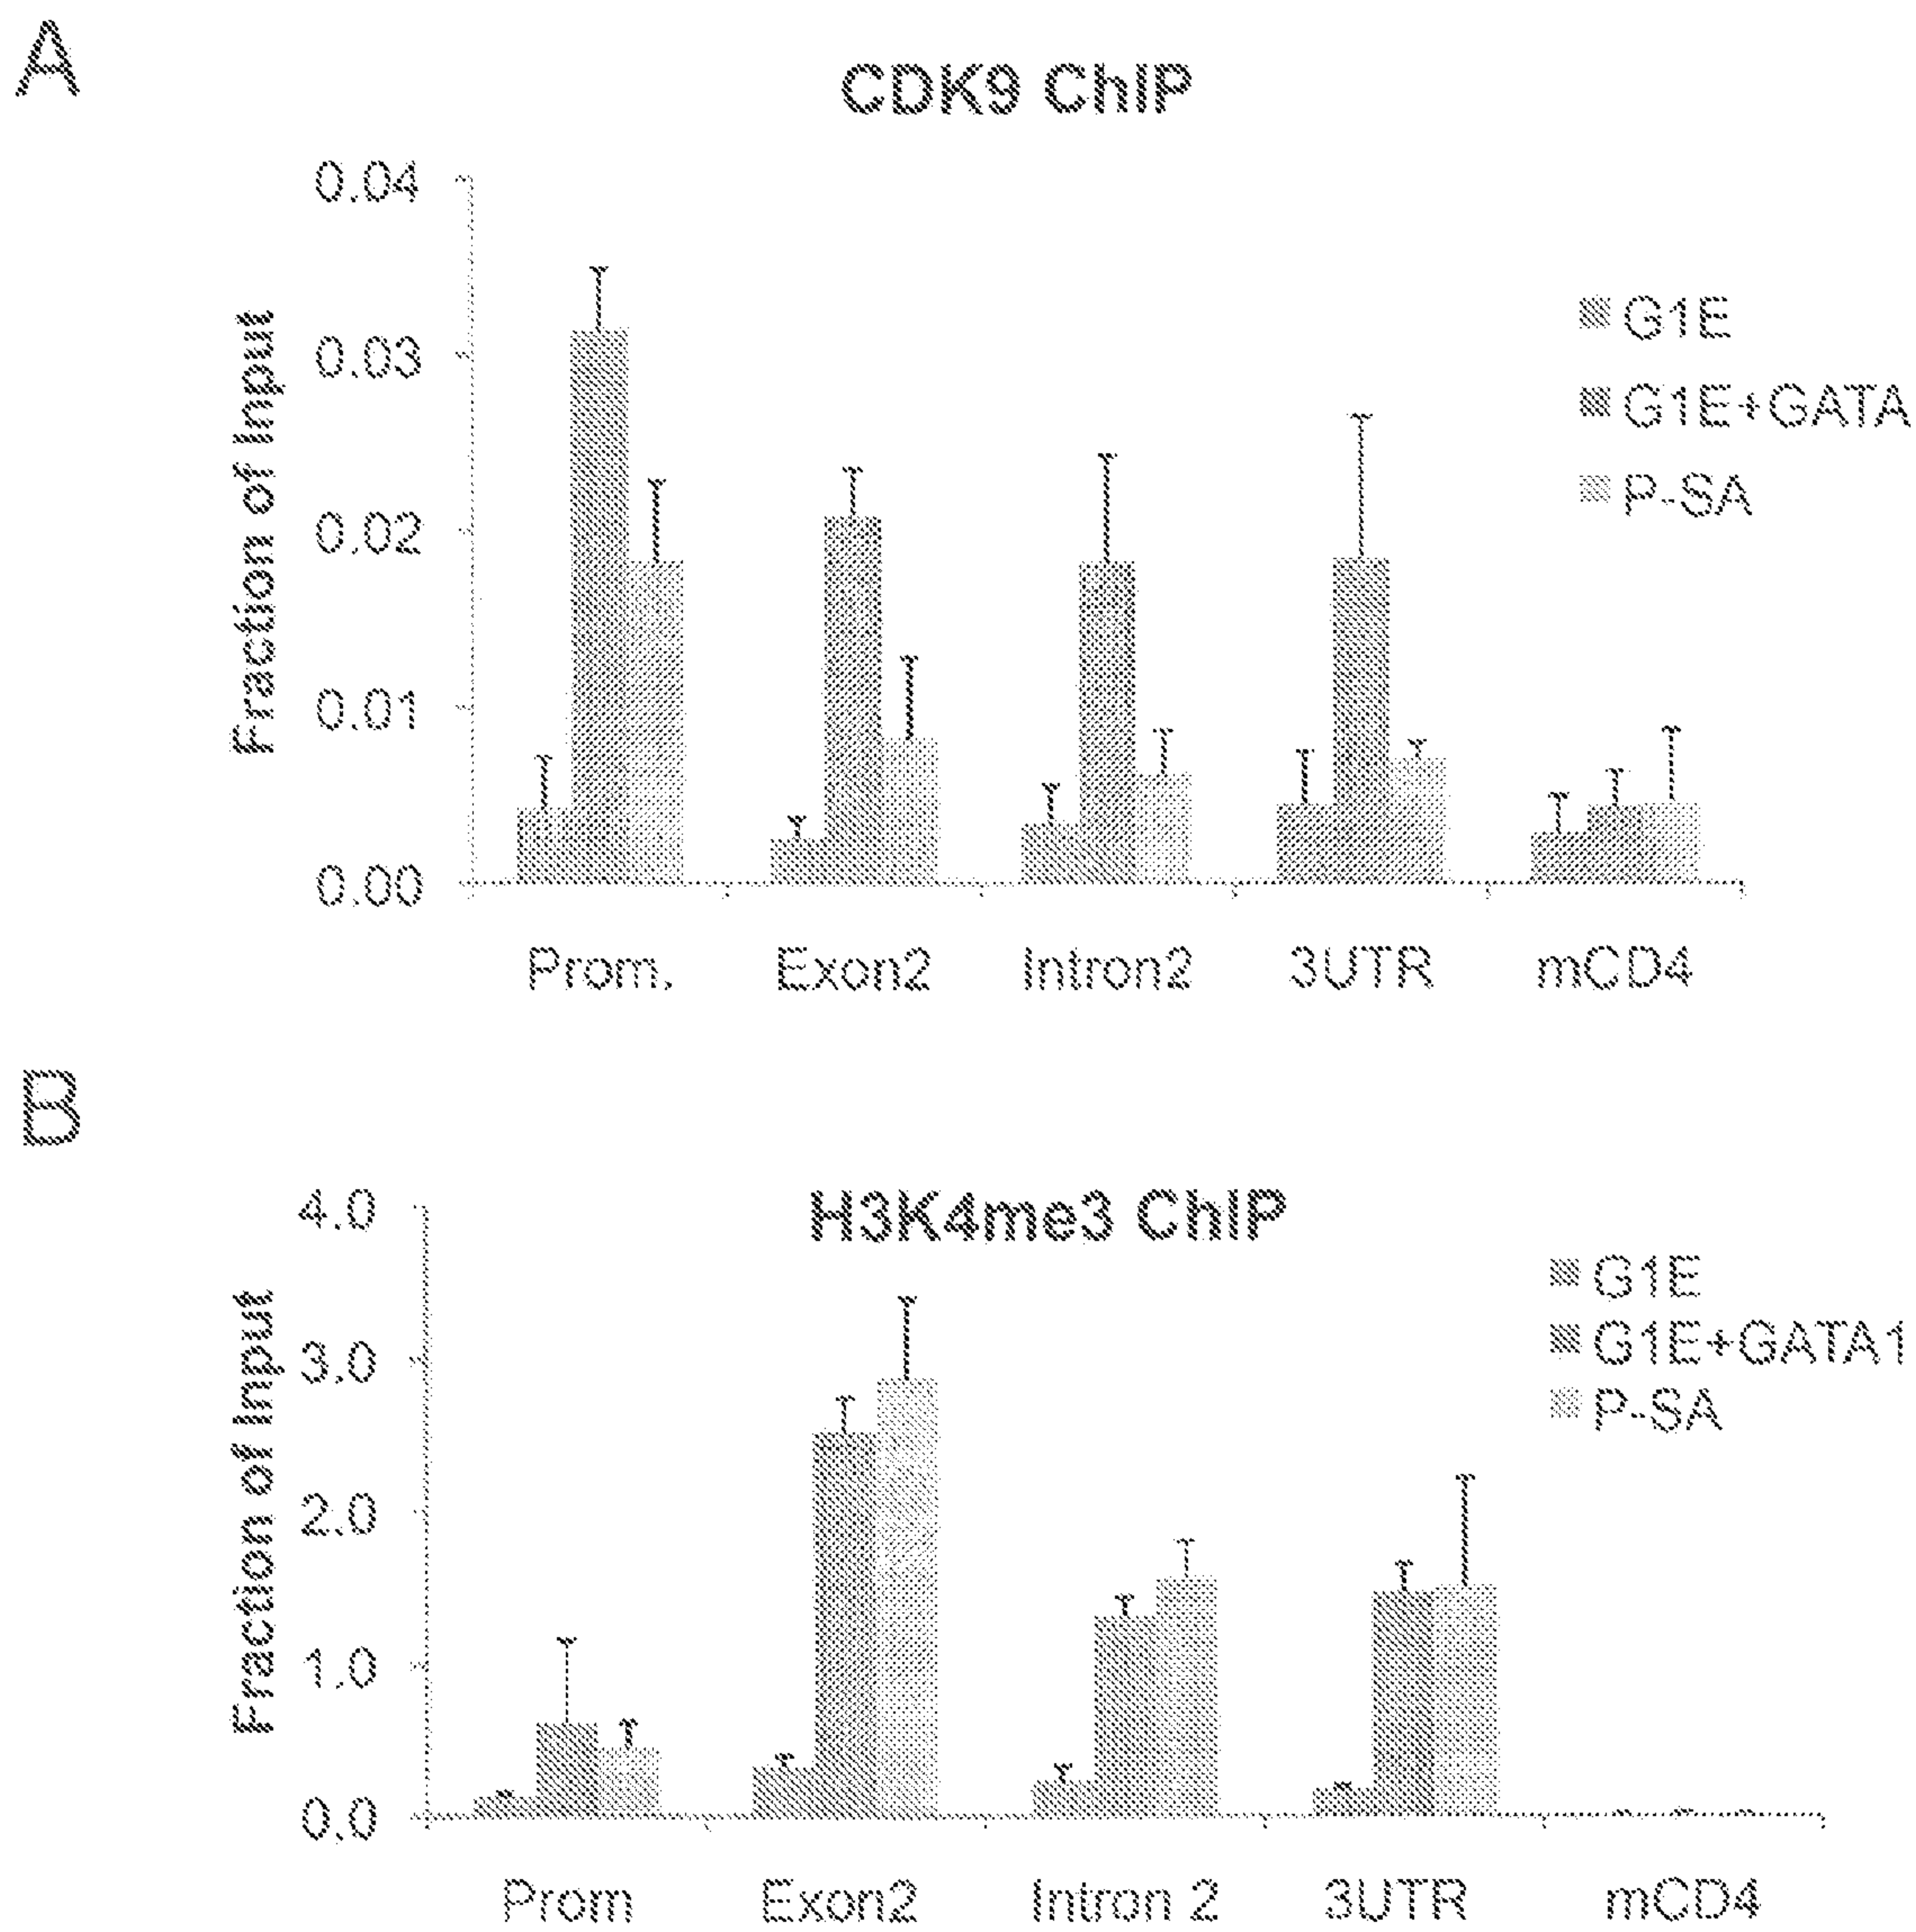 A
CDK9 ChIP
Fraction of Input
0.04
0.03
0.02
0.01
0.00
G1E
G1E+GATA
P-SA
Prom.
Exon2
Intron2
3UTR
mCD4
B
H3K4me3 ChIP
Fraction of Input
4.0
3.0
2.0
1.0
0.0
G1E
G1E+GATA1
P-SA
Prom
Exon2
Intron 2
3UTR
mCD4